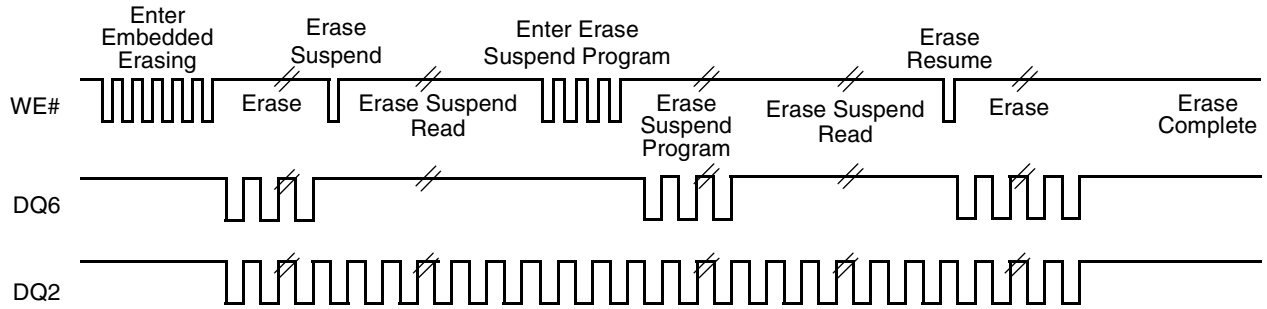 Enter
Embedded
Erasing
Erase
Suspend
Enter Erase
Suspend Program
Erase
Resume
WE#
Erase
Erase Suspend
Read
Erase
Suspend
Program
Erase Suspend
Read
Erase
Erase
Complete
DQ6
DQ2